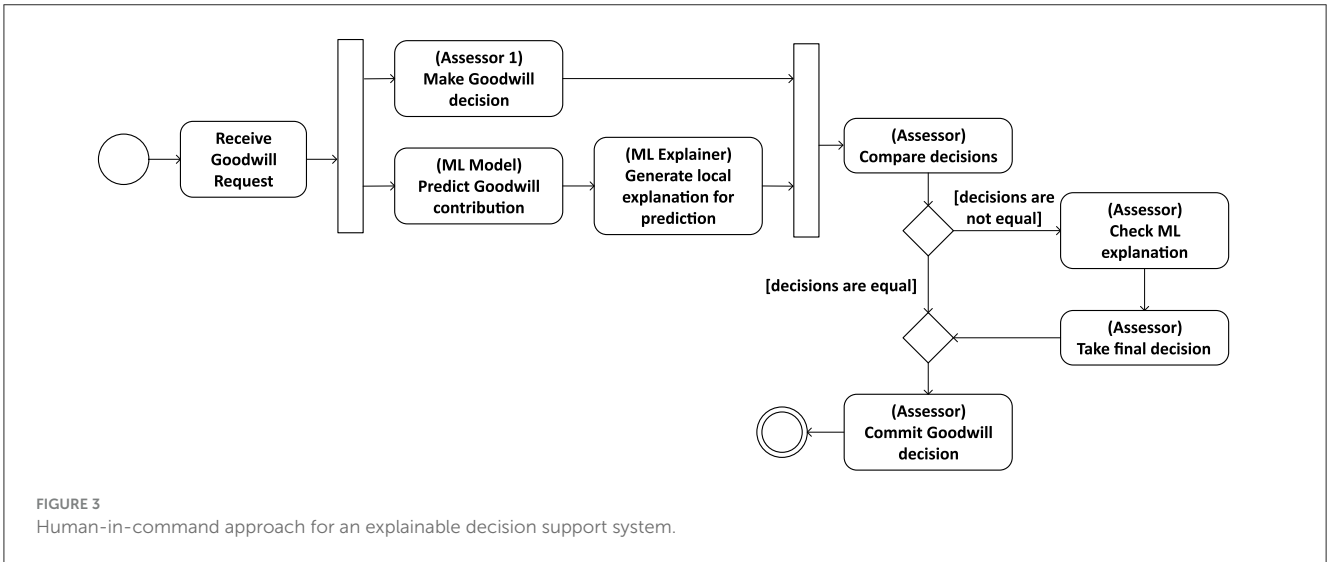 Receive
Goodwill
Request
(Assessor 1)
Make Goodwill
decision
(ML Model)
Predict Goodwill
contribution
(ML Explainer)
Generate local
explanation for
prediction
(Assessor)
Compare decisions
[decisions are
not equal]
(Assessor)
Check ML
explanation
[decisions are equal]
(Assessor)
Take final decision
(Assessor)
Commit Goodwill
decision
FIGURE 3
Human-in-command approach for an explainable decision support system.